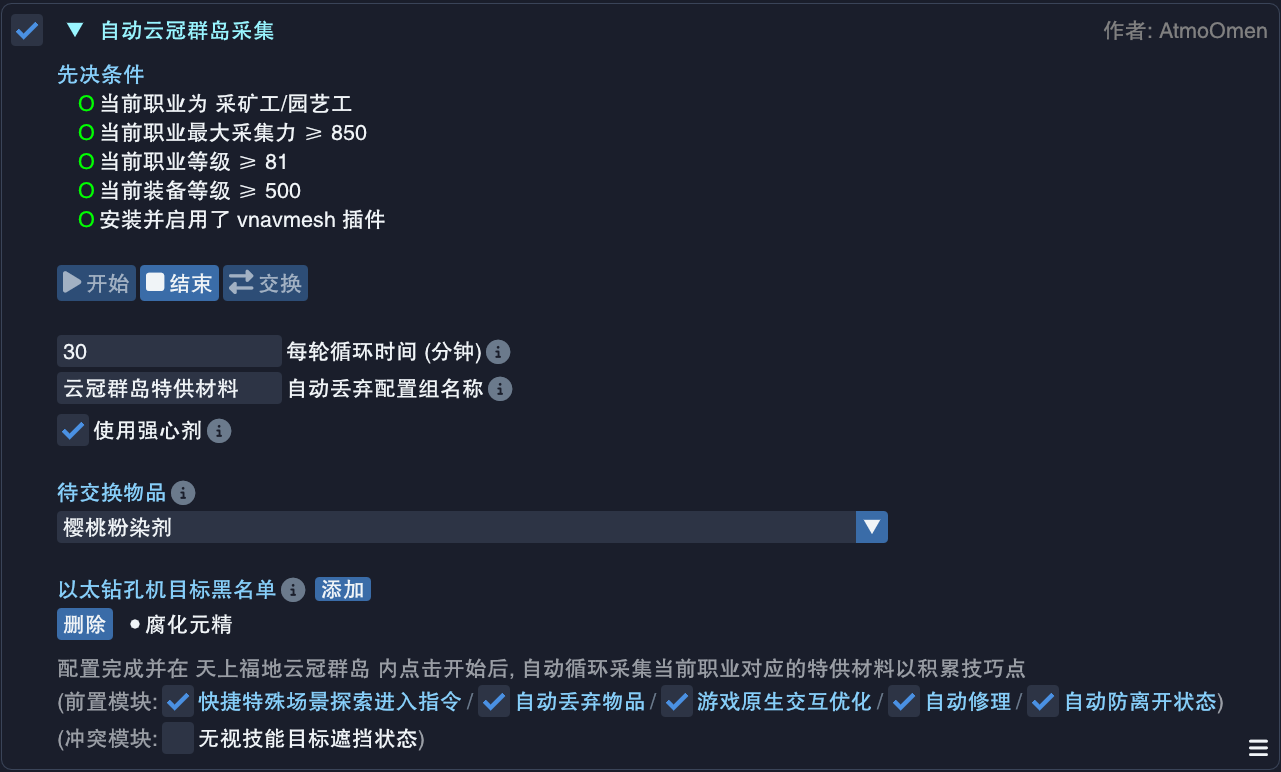 自动云冠群岛采集
作者: AtmoOmen
先决条件
O 当前职业为 采矿工/园艺工
O 当前职业最大采集力 ≥ 850
O 当前职业等级 ≥ 81
O 当前装备等级 ≥ 500
O 安装并启用了 vnavmesh 插件
开始 结束 交换
30 每轮循环时间 (分钟)
云冠群岛特供材料 自动丢弃配置组名称
使用强心剂
待交换物品
樱桃粉染剂
以太钻孔机目标黑名单 添加
删除 • 腐化元精
配置完成并在 天上福地云冠群岛 内点击开始后, 自动循环采集当前职业对应的特供材料以积累技巧点
(前置模块: 快捷特殊场景探索进入指令 / 自动丢弃物品 / 游戏原生交互优化 / 自动修理 / 自动防离开状态)
(冲突模块: 无视技能目标遮挡状态)